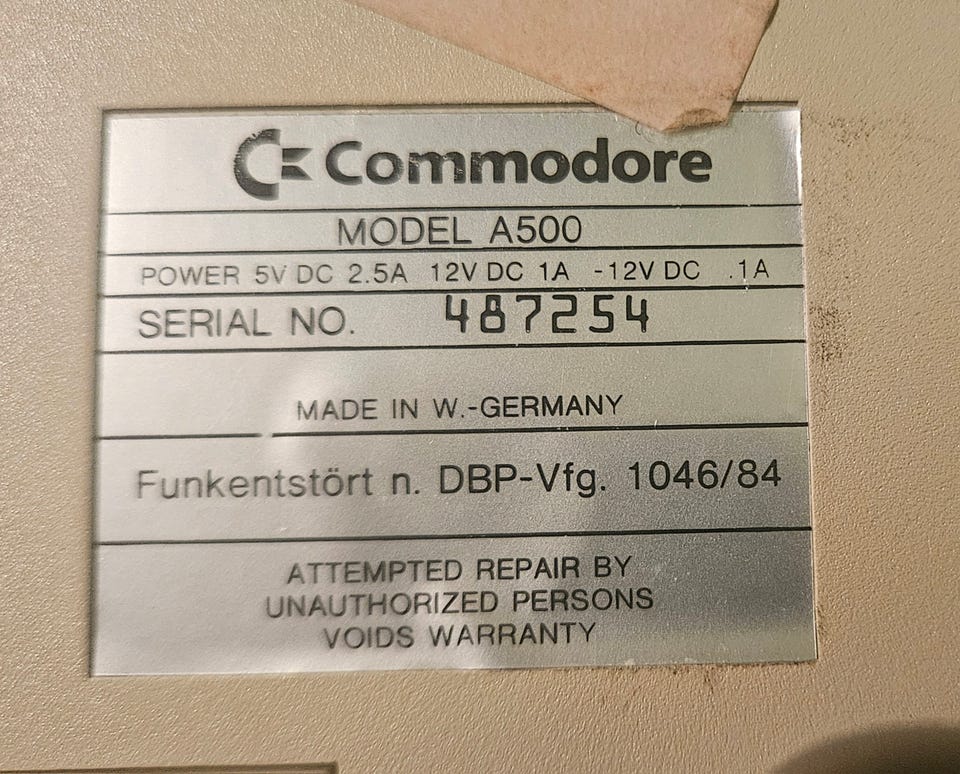 Commodore
MODEL A500
POWER 5V DC 2.5A 12V DC 1A -12V DC .1A
SERIAL NO. 487254
MADE IN W.-GERMANY
Funkentstört n. DBP-Vfg. 1046/84
ATTEMPTED REPAIR BY
UNAUTHORIZED PERSONS
VOIDS WARRANTY